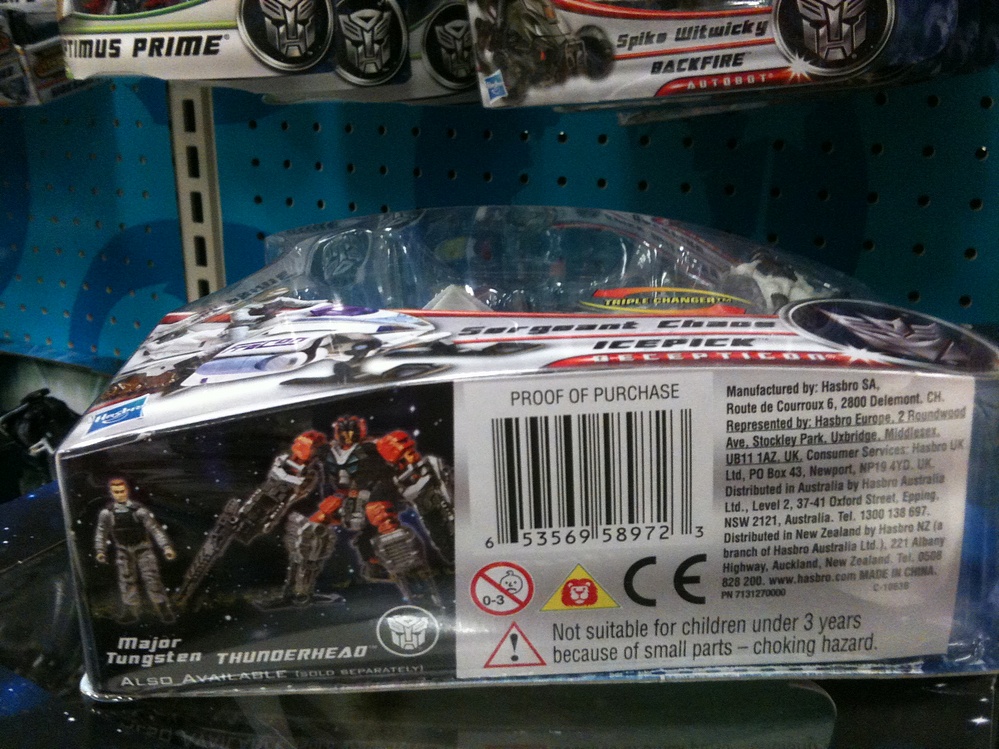 TIMUS PRIME
Spike Witwicky
BACKFIRE™
AUTOBOT®
TRIPLE CHANGER™
Sergeant Chaos
ICEPICK™
DECEPTICON®
Hasbro
PROOF OF PURCHASE
6 53569 58972 3
0-3
CE
Not suitable for children under 3 years
because of small parts – choking hazard.
Manufactured by: Hasbro SA,
Route de Courroux 6, 2800 Delemont. CH.
Represented by: Hasbro Europe, 2 Roundwood
Ave, Stockley Park, Uxbridge, Middlesex,
UB11 1AZ. UK. Consumer Services: Hasbro UK
Ltd, PO Box 43, Newport, NP19 4YD. UK.
Distributed in Australia by Hasbro Australia
Ltd., Level 2, 37-41 Oxford Street, Epping,
NSW 2121, Australia. Tel. 1300 138 697.
Distributed in New Zealand by Hasbro NZ (a
branch of Hasbro Australia Ltd.), 221 Albany
Highway, Auckland, New Zealand. Tel. 0508
828 200. www.hasbro.com MADE IN CHINA.
PN 7131270000
Major
Tungsten THUNDERHEAD™
ALSO AVAILABLE (SOLD SEPARATELY)